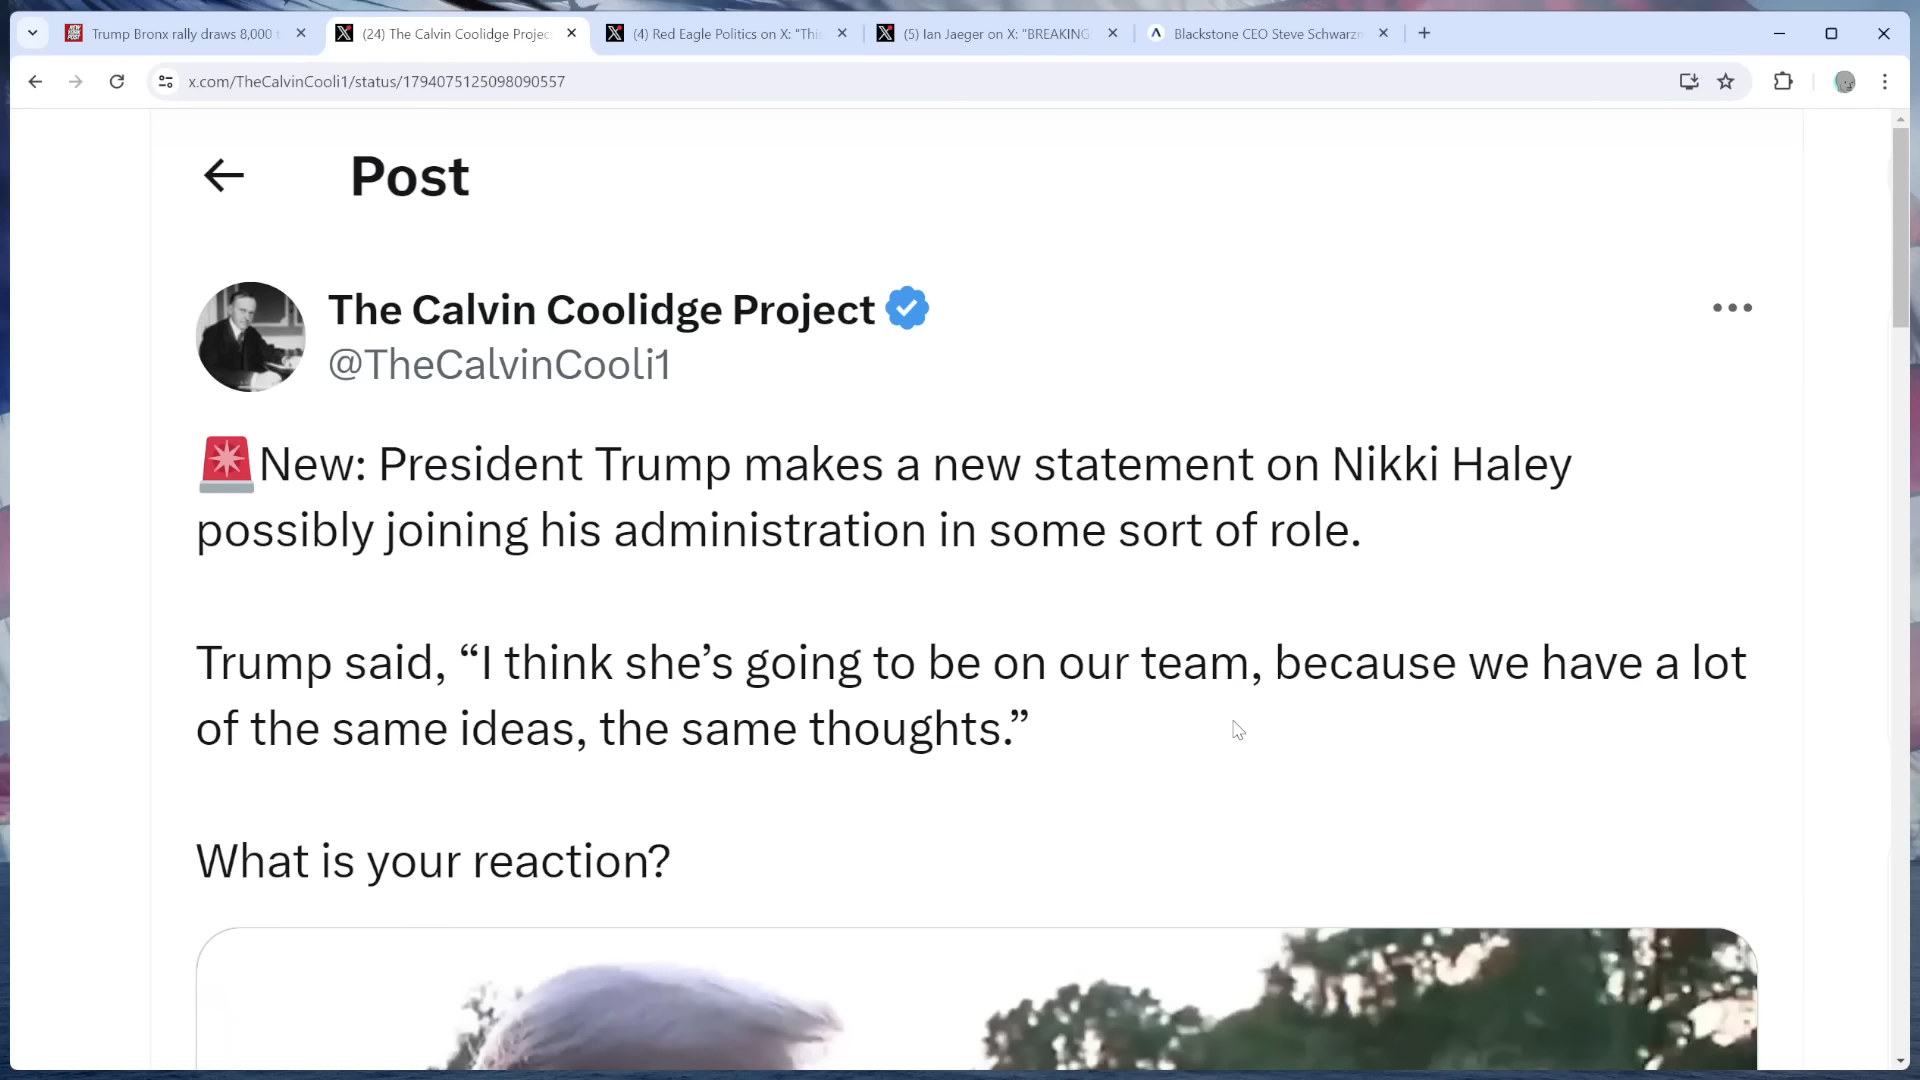 Trump Bronx rally draws 8,000
(24) The Calvin Coolidge Projec
(4) Red Eagle Politics on X: "This
(5) Ian Jaeger on X: "BREAKING
Blackstone CEO Steve Schwarzm
x.com/TheCalvinCooli1/status/1794075125098090557
Post
The Calvin Coolidge Project
@TheCalvinCooli1
🚨New: President Trump makes a new statement on Nikki Haley
possibly joining his administration in some sort of role.
Trump said, “I think she’s going to be on our team, because we have a lot
of the same ideas, the same thoughts.”
What is your reaction?